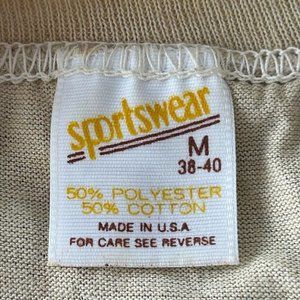 sportswear
M
38-40
50% POLYESTER
50% COTTON
MADE IN U.S.A
FOR CARE SEE REVERSE